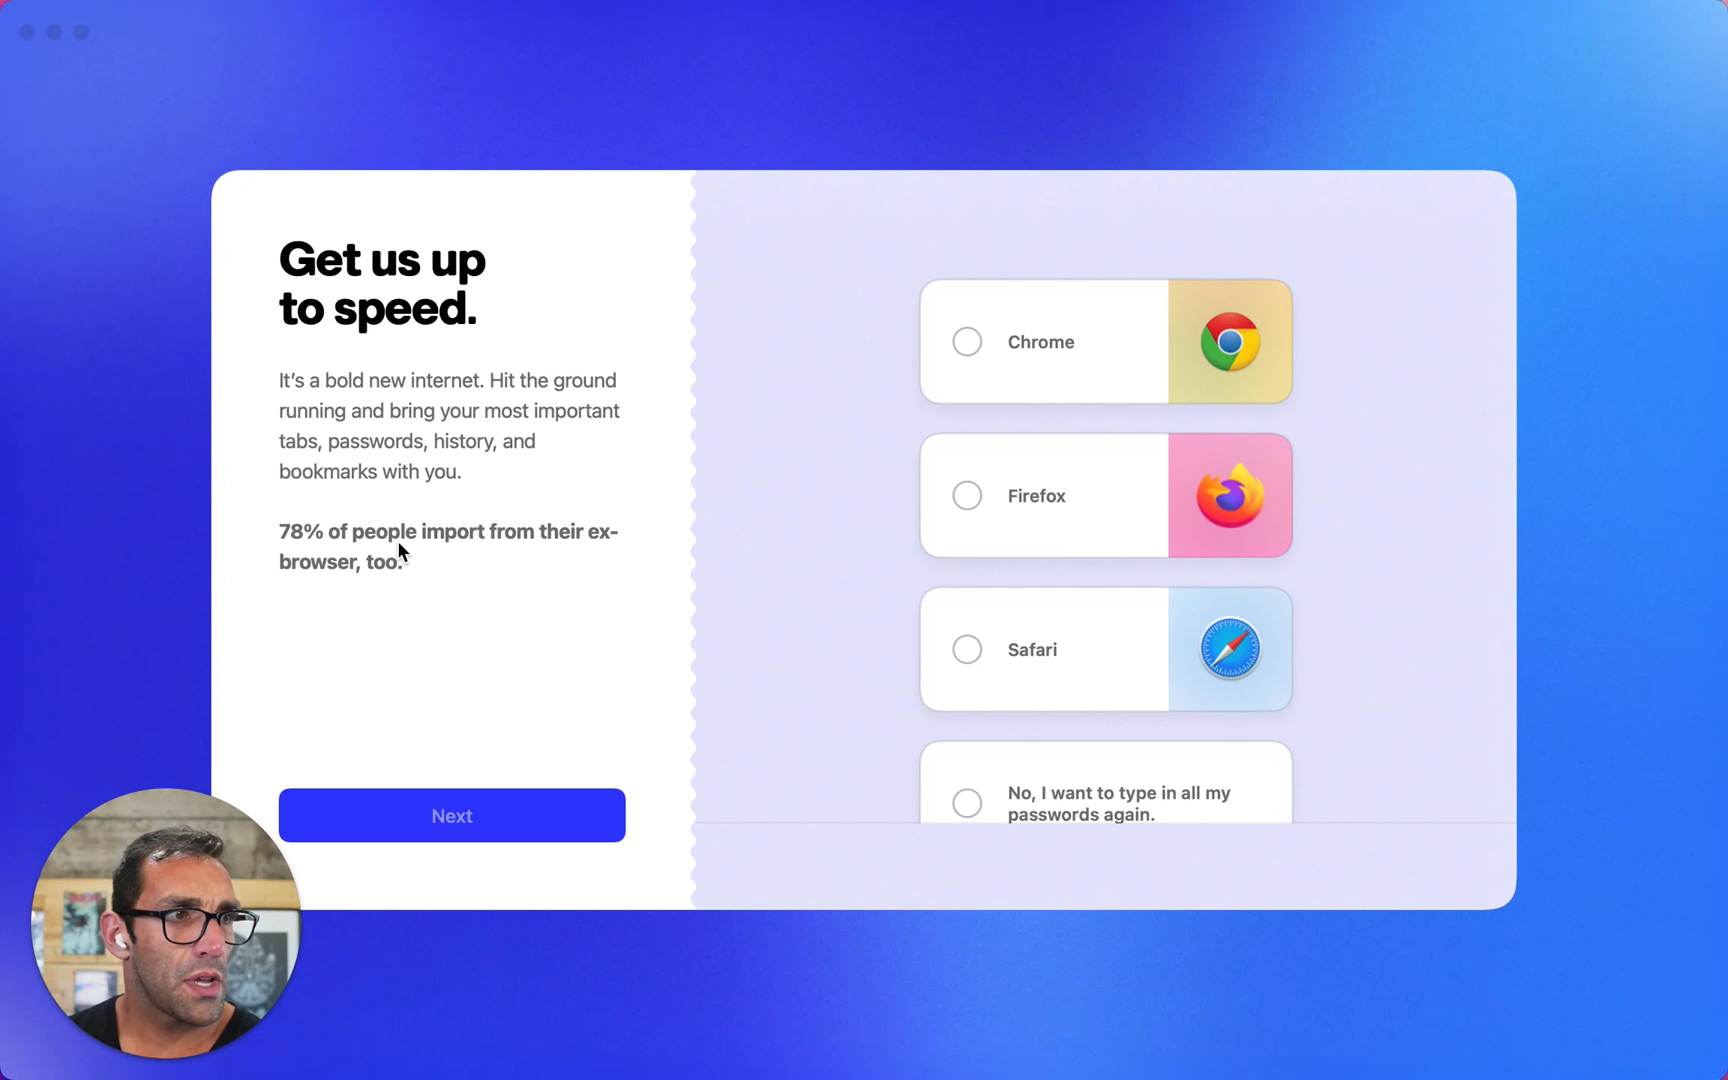 Get us up
to speed.
It’s a bold new internet. Hit the ground
running and bring your most important
tabs, passwords, history, and
bookmarks with you.
78% of people import from their ex-
browser, too.
Next
Chrome
Firefox
Safari
No, I want to type in all my
passwords again.